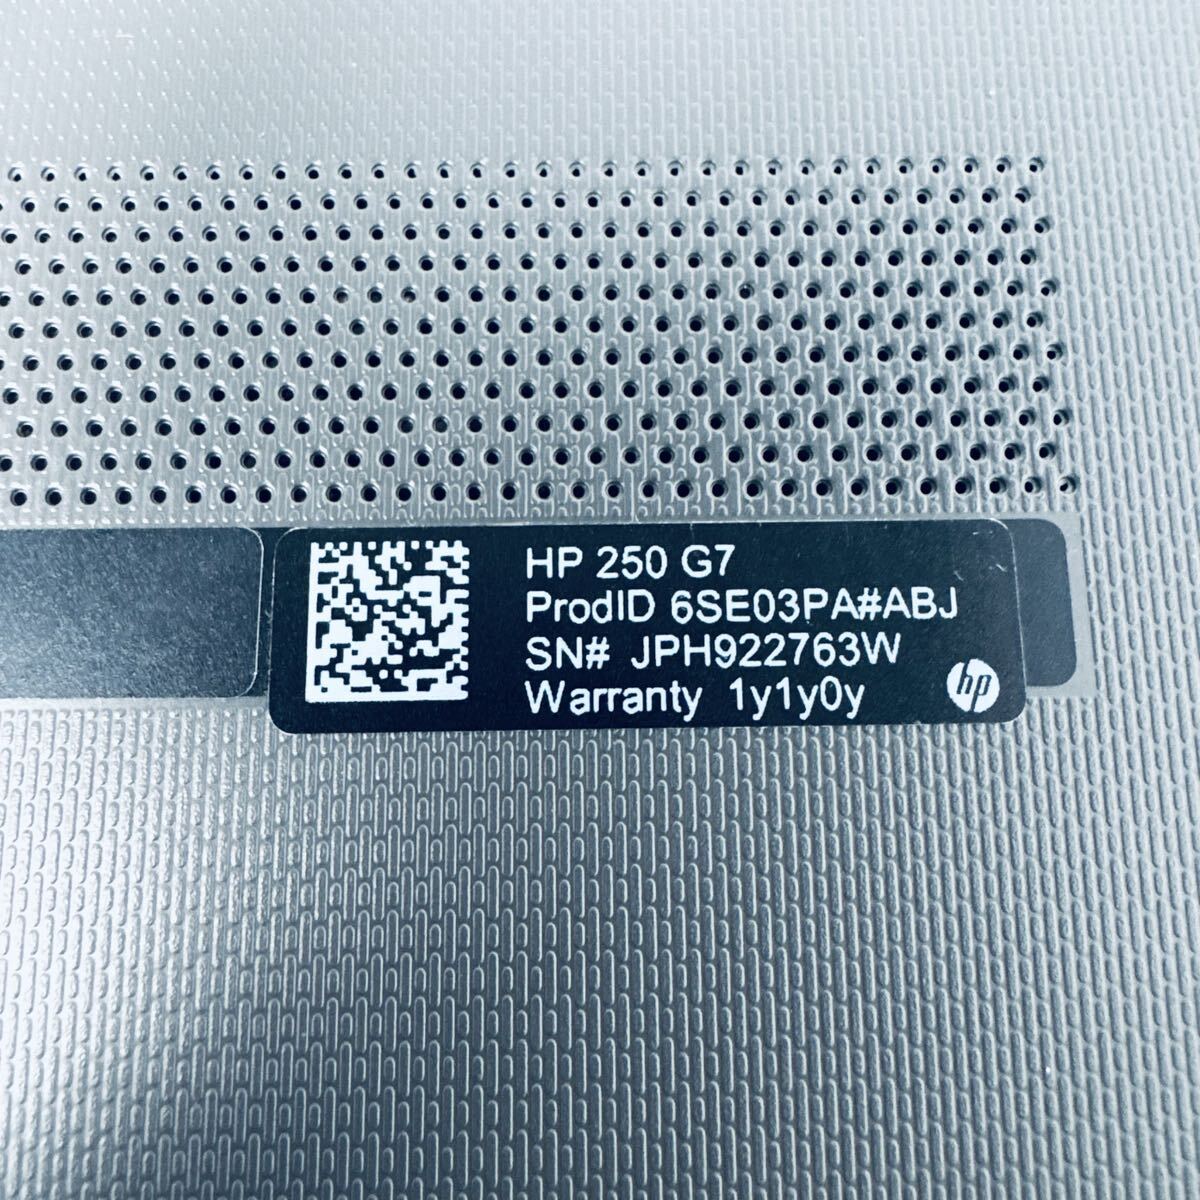 HP 250 G7
ProdID 6SE03PA#ABJ
SN# JPH922763W
Warranty 1y1y0y
hp